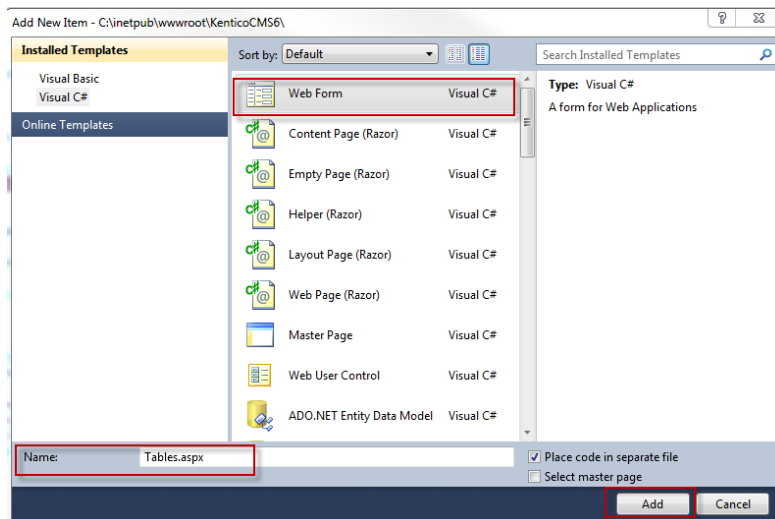 Add New Item - C:\inetpub\wwwroot\KenticoCMS6\
Installed Templates
Visual Basic
Visual C#
Online Templates
Sort by: Default
Search Installed Templates
Web Form Visual C#
Content Page (Razor) Visual C#
Empty Page (Razor) Visual C#
Helper (Razor) Visual C#
Layout Page (Razor) Visual C#
Web Page (Razor) Visual C#
Master Page Visual C#
Web User Control Visual C#
ADO.NET Entity Data Model Visual C#
Type: Visual C#
A form for Web Applications
Name: Tables.aspx
Place code in separate file
Select master page
Add Cancel